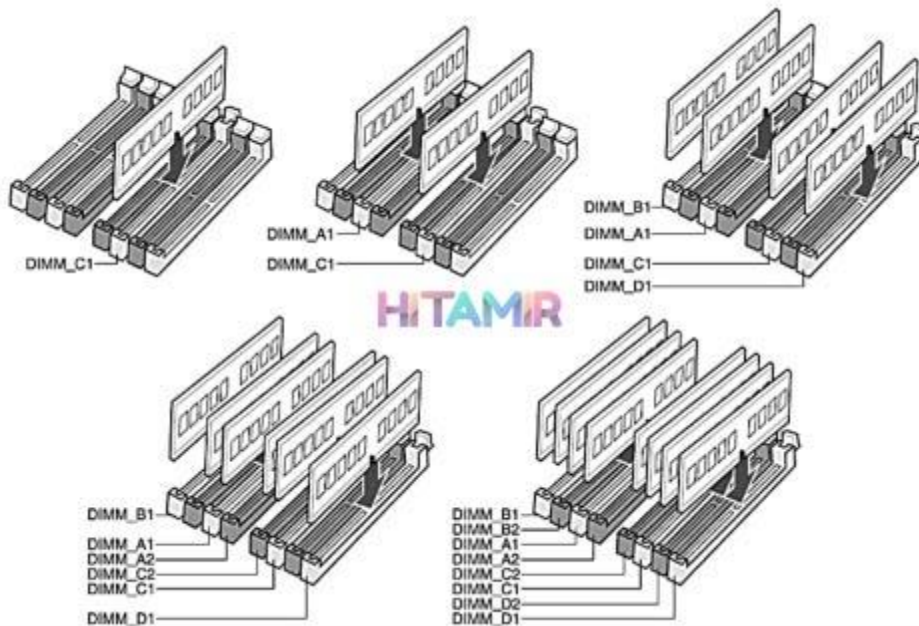 DIMM_C1
DIMM_A1
DIMM_C1
DIMM_B1
DIMM_A1
DIMM_C1
DIMM_D1
HITAMIR
DIMM_B1
DIMM_A1
DIMM_A2
DIMM_C2
DIMM_C1
DIMM_D1
DIMM_B1
DIMM_B2
DIMM_A1
DIMM_A2
DIMM_C2
DIMM_C1
DIMM_D2
DIMM_D1